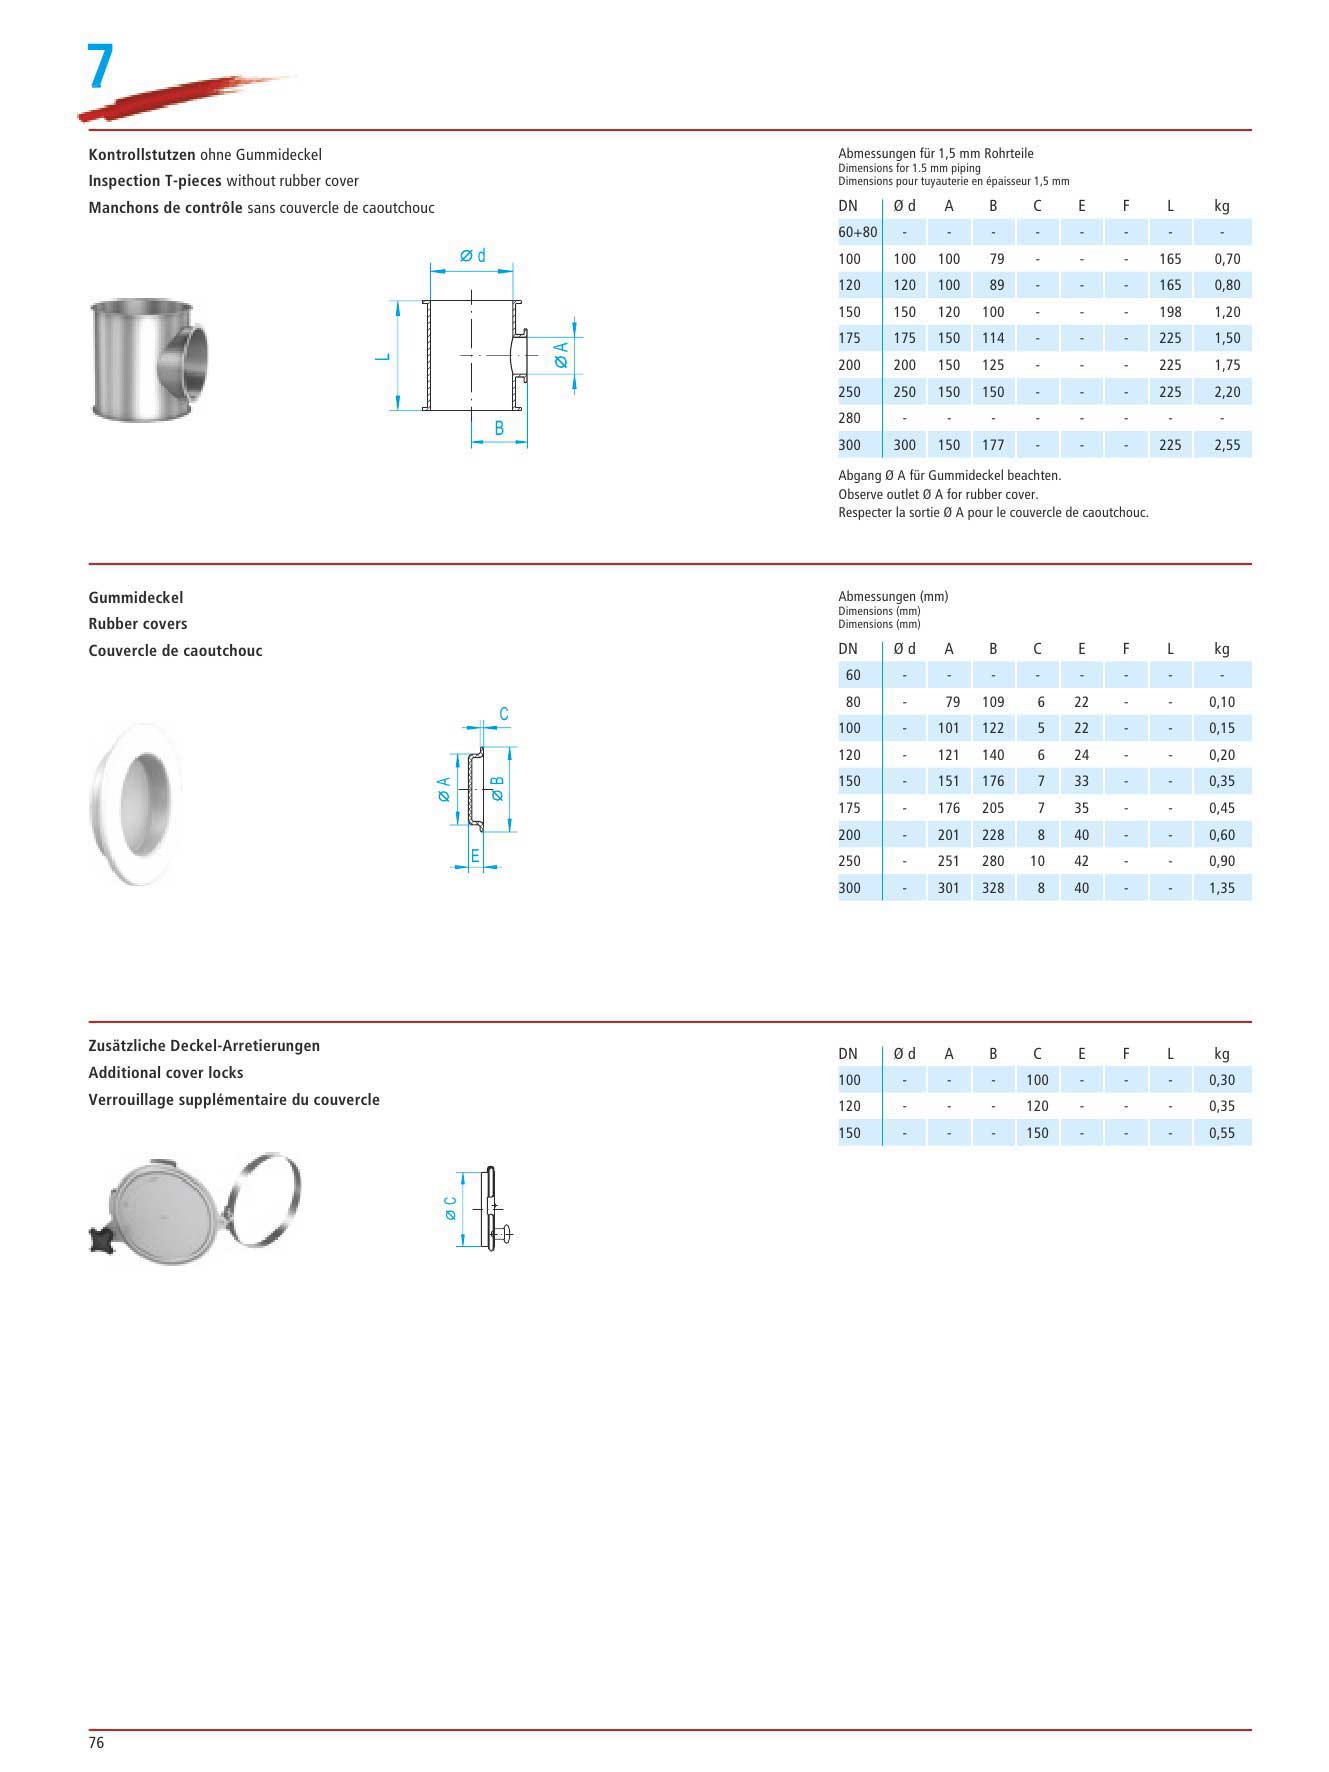 7
Kontrollstutzen ohne Gummideckel
Inspection T-pieces without rubber cover
Manchons de contrôle sans couvercle de caoutchouc
Ø d
L
Ø A
B
Abmessungen für 1,5 mm Rohrteile
Dimensions for 1.5 mm piping
Dimensions pour tuyauterie en épaisseur 1,5 mm
DN Ø d A B C E F L kg
60+80 - - - - - - - -
100 100 100 79 - - - 165 0,70
120 120 100 89 - - - 165 0,80
150 150 120 100 - - - 198 1,20
175 175 150 114 - - - 225 1,50
200 200 150 125 - - - 225 1,75
250 250 150 150 - - - 225 2,20
280 - - - - - - - -
300 300 150 177 - - - 225 2,55
Abgang Ø A für Gummideckel beachten.
Observe outlet Ø A for rubber cover.
Respecter la sortie Ø A pour le couvercle de caoutchouc.
Gummideckel
Rubber covers
Couvercle de caoutchouc
C
Ø A
Ø B
E
Abmessungen (mm)
Dimensions (mm)
Dimensions (mm)
DN Ø d A B C E F L kg
60 - - - - - - - -
80 - 79 109 6 22 - - 0,10
100 - 101 122 5 22 - - 0,15
120 - 121 140 6 24 - - 0,20
150 - 151 176 7 33 - - 0,35
175 - 176 205 7 35 - - 0,45
200 - 201 228 8 40 - - 0,60
250 - 251 280 10 42 - - 0,90
300 - 301 328 8 40 - - 1,35
Zusätzliche Deckel-Arretierungen
Additional cover locks
Verrouillage supplémentaire du couvercle
Ø C
DN Ø d A B C E F L kg
100 - - - 100 - - - 0,30
120 - - - 120 - - - 0,35
150 - - - 150 - - - 0,55
76